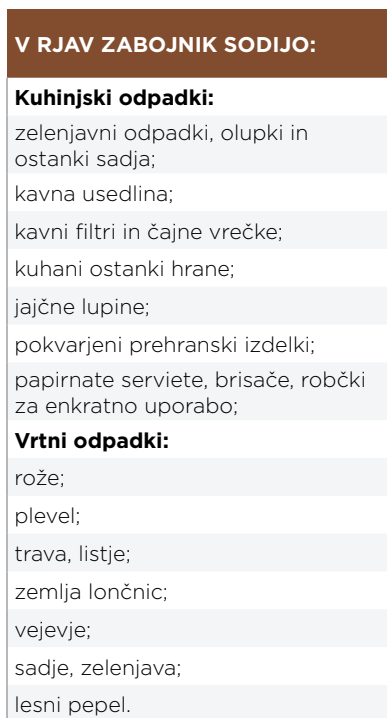 V RJAV ZABOJNIK SODIJO:
Kuhinjski odpadki:
zelenjavni odpadki, olupki in
ostanki sadja;
kavna usedlina;
kavni filtri in čajne vrečke;
kuhani ostanki hrane;
jajčne lupine;
pokvarjeni prehranski izdelki;
papirnate serviete, brisače, robčki
za enkratno uporabo;
Vrtni odpadki:
rože;
plevel;
trava, listje;
zemlja lončnic;
vejevje;
sadje, zelenjava;
lesni pepel.